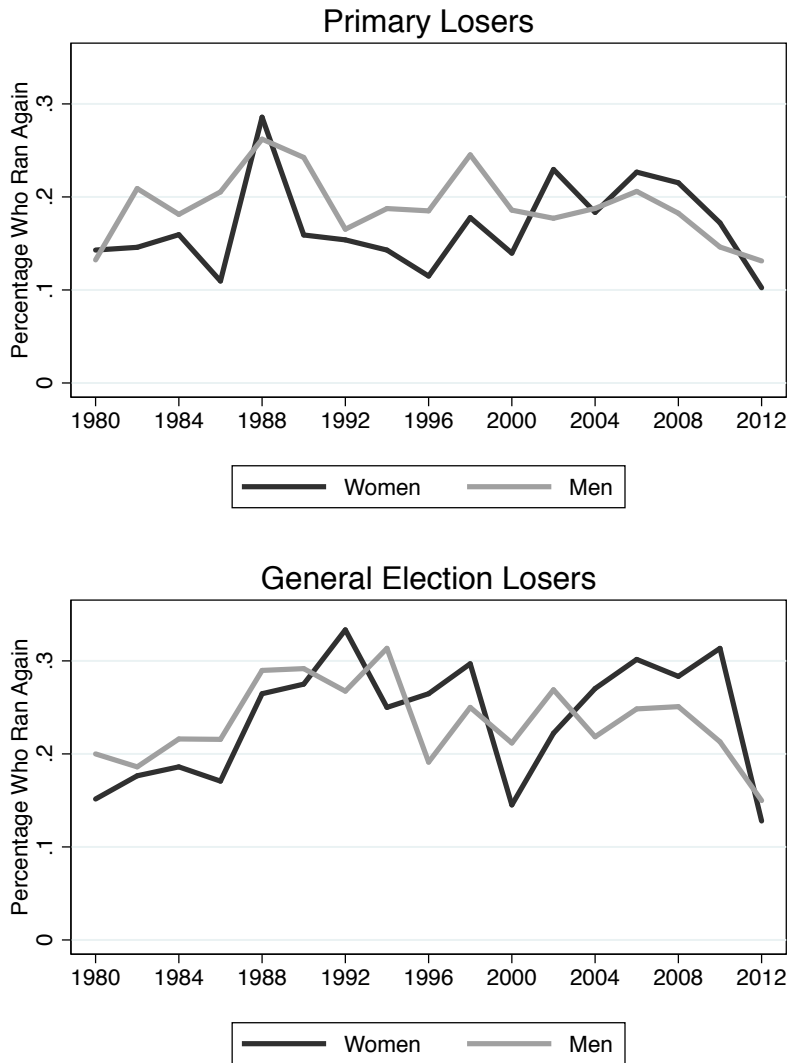 Primary Losers
Percentage Who Ran Again
.3
.2
.1
0
1980 1984 1988 1992 1996 2000 2004 2008 2012
Women Men
General Election Losers
Percentage Who Ran Again
.3
.2
.1
0
1980 1984 1988 1992 1996 2000 2004 2008 2012
Women Men